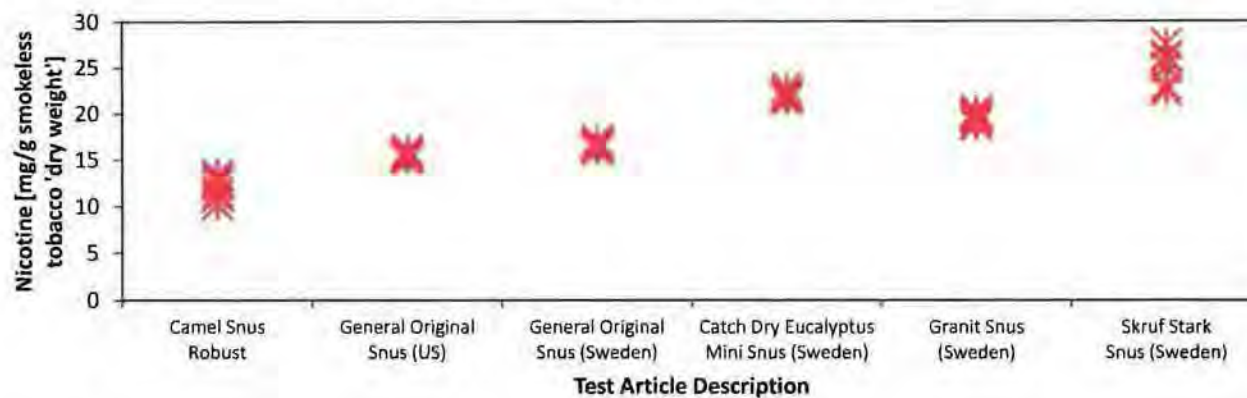 Nicotine [mg/g smokeless
tobacco 'dry weight']
30
25
20
15
10
5
0
Camel Snus
Robust
General Original
Snus (US)
General Original
Snus (Sweden)
Catch Dry Eucalyptus
Mini Snus (Sweden)
Granit Snus
(Sweden)
Skruf Stark
Snus (Sweden)
Test Article Description